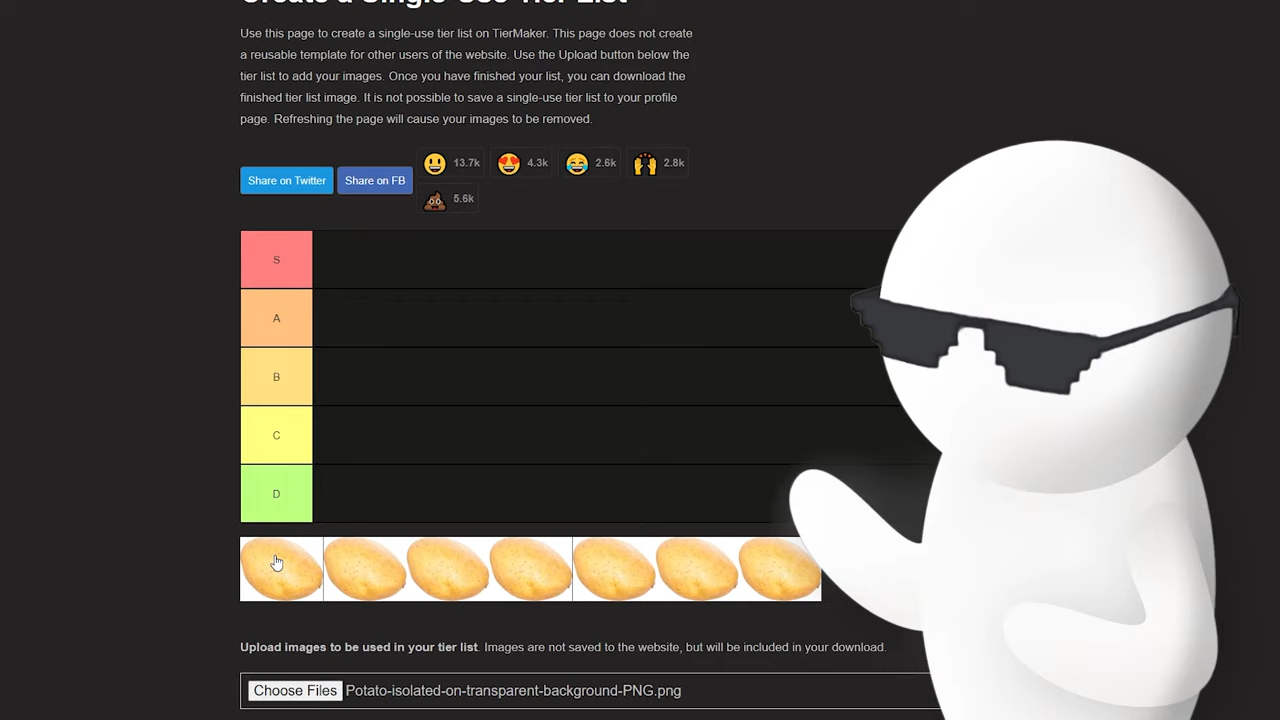 Create a Single-Use Tier List
Use this page to create a single-use tier list on TierMaker. This page does not create
a reusable template for other users of the website. Use the Upload button below the
tier list to add your images. Once you have finished your list, you can download the
finished tier list image. It is not possible to save a single-use tier list to your profile
page. Refreshing the page will cause your images to be removed.
Share on Twitter
Share on FB
13.7k
4.3k
2.6k
2.8k
5.6k
S
A
B
C
D
Upload images to be used in your tier list. Images are not saved to the website, but will be included in your download.
Choose Files Potato-isolated-on-transparent-background-PNG.png